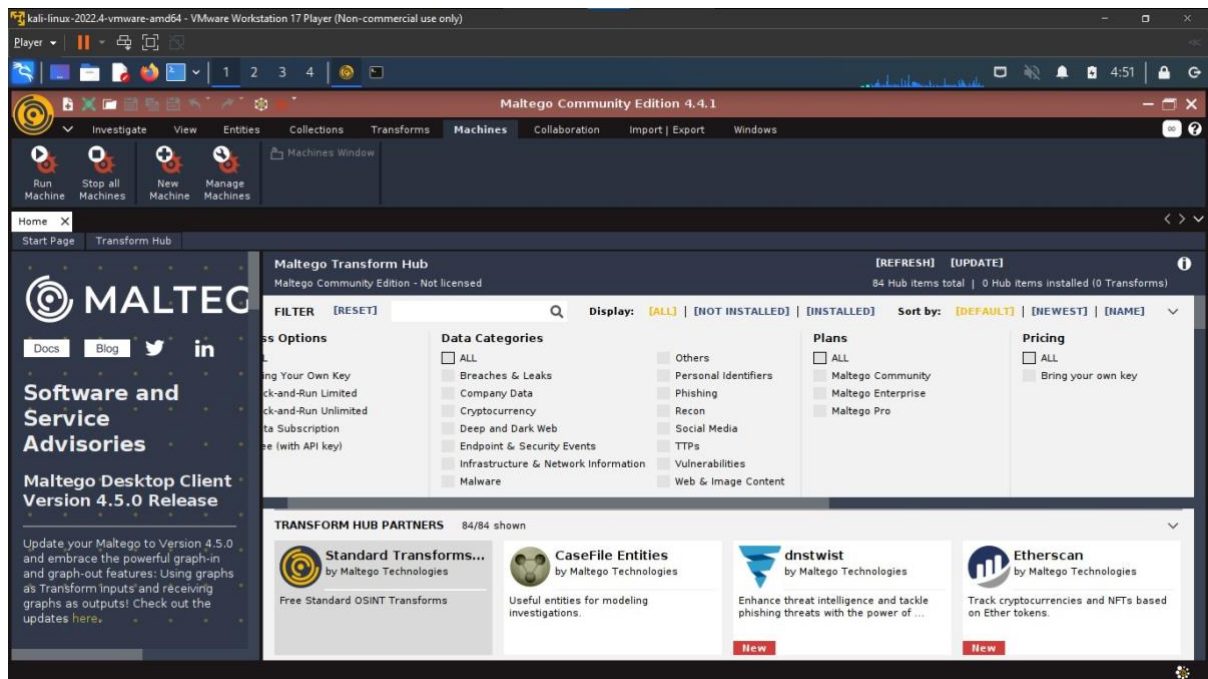 kali-linux-2022.4-vmware-amd64 - VMware Workstation 17 Player (Non-commercial use only)
Player
1 2 3 4
4:51
Maltego Community Edition 4.4.1
Investigate View Entities Collections Transforms Machines Collaboration Import | Export Windows
Run Machine
Stop all Machines
New Machine
Manage Machines
Machines Window
Home X
Start Page Transform Hub
MALTEG
Docs Blog
Software and
Service
Advisories
Maltego Desktop Client
Version 4.5.0 Release
Update your Maltego to Version 4.5.0
and embrace the powerful graph-in
and graph-out features: Using graphs
as Transform inputs and receiving
graphs as outputs! Check out the
updates here.
Maltego Transform Hub
Maltego Community Edition - Not licensed
[REFRESH] [UPDATE]
84 Hub items total | 0 Hub items installed (0 Transforms)
FILTER [RESET]
Display: [ALL] | [NOT INSTALLED] | [INSTALLED] Sort by: [DEFAULT] | [NEWEST] | [NAME]
ss Options
L
ing Your Own Key
ck-and-Run Limited
ck-and-Run Unlimited
ta Subscription
ee (with API key)
Data Categories
ALL
Breaches & Leaks
Company Data
Cryptocurrency
Deep and Dark Web
Endpoint & Security Events
Infrastructure & Network Information
Malware
Others
Personal Identifiers
Phishing
Recon
Social Media
TTPs
Vulnerabilities
Web & Image Content
Plans
ALL
Maltego Community
Maltego Enterprise
Maltego Pro
Pricing
ALL
Bring your own key
TRANSFORM HUB PARTNERS 84/84 shown
Standard Transforms...
by Maltego Technologies
Free Standard OSINT Transforms
CaseFile Entities
by Maltego Technologies
Useful entities for modeling
investigations.
dnstwist
by Maltego Technologies
Enhance threat intelligence and tackle
phishing threats with the power of ...
New
Etherscan
by Maltego Technologies
Track cryptocurrencies and NFTs based
on Ether tokens.
New